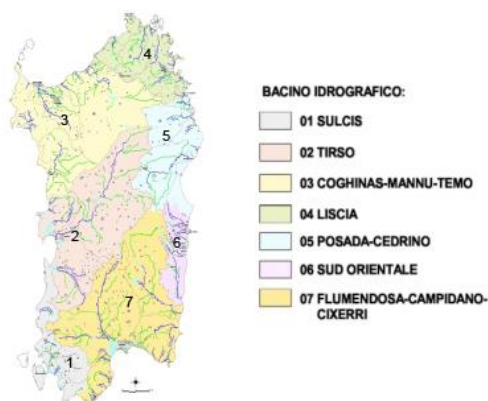 4
3
5
2
6
7
1
BACINO IDROGRAFICO:
01 SULCIS
02 TIRSO
03 COGHINAS-MANNU-TEMO
04 LISCIA
05 POSADA-CEDRINO
06 SUD ORIENTALE
07 FLUMENDOSA-CAMPIDANO-
CIXERRI